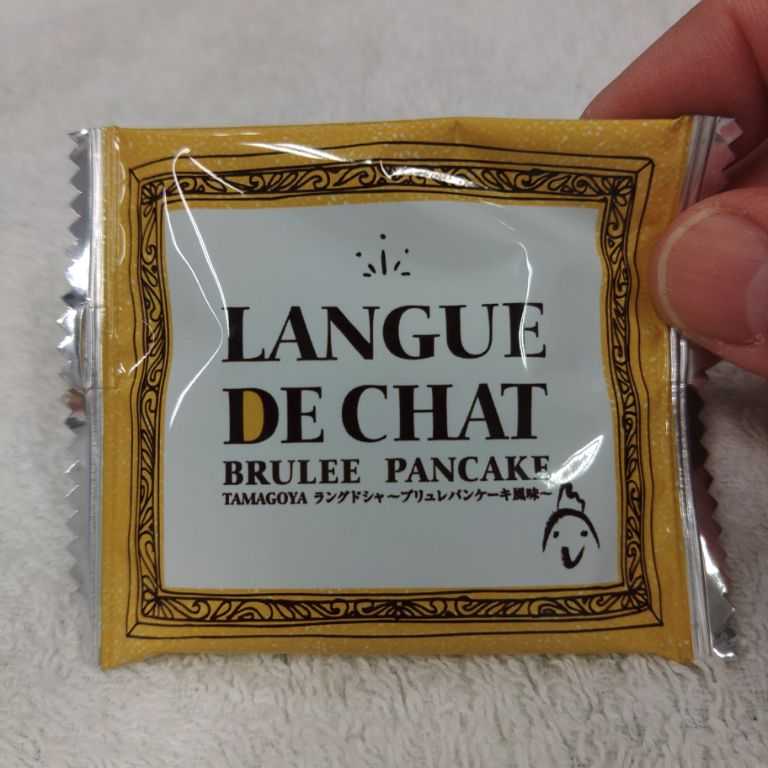 LANGUE
DE CHAT
BRULEE PANCAKE
TAMAGOYA ラングドシャ～ブリュレパンケーキ風味～